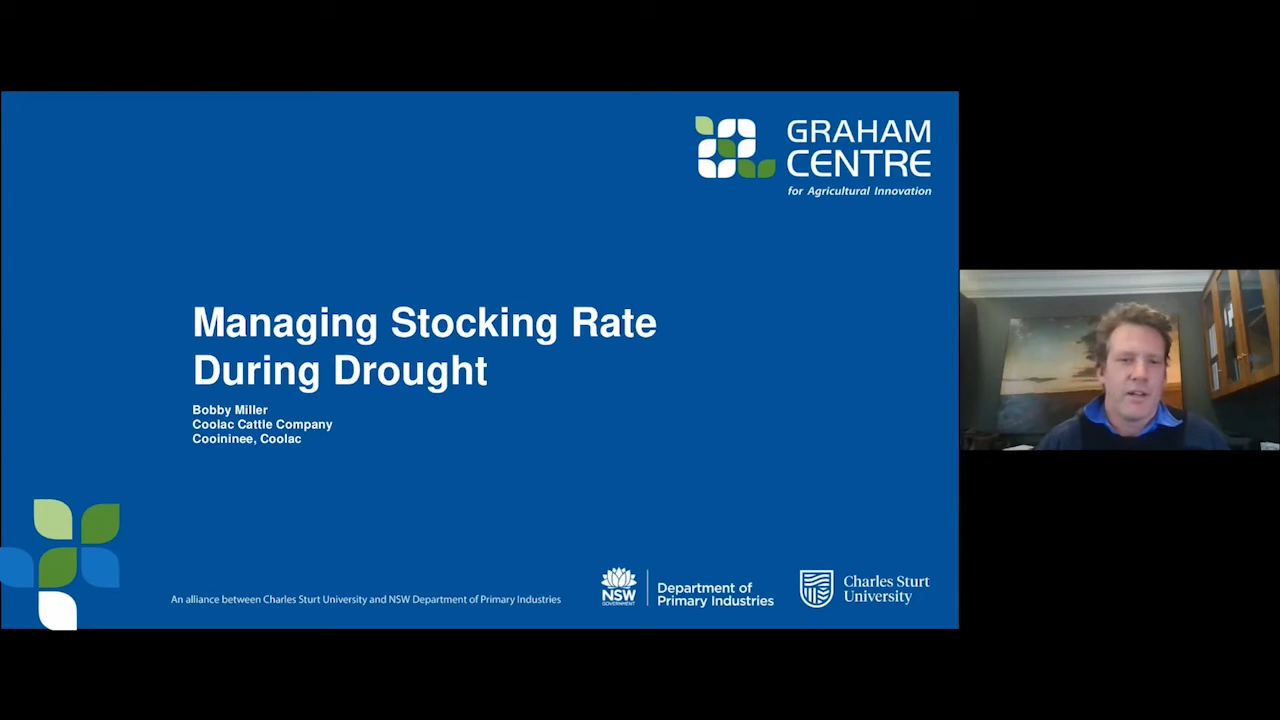 GRAHAM
CENTRE
for Agricultural Innovation
Managing Stocking Rate
During Drought
Bobby Miller
Coolac Cattle Company
Cooininee, Coolac
An alliance between Charles Sturt University and NSW Department of Primary Industries
NSW
GOVERNMENT
Department of
Primary Industries
Charles Sturt
University